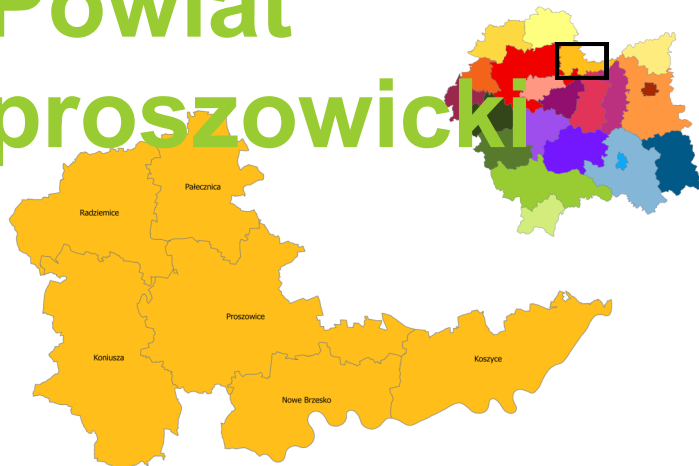 Powiat
proszowicki
Pałecznica
Radziemice
Proszowice
Koniusza
Koszyce
Nowe Brzesko